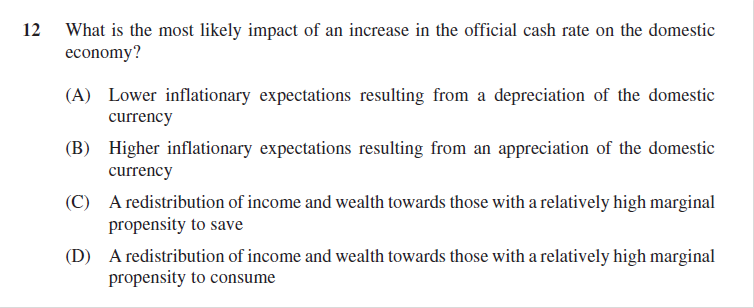 12 What is the most likely impact of an increase in the official cash rate on the domestic
economy?
(A) Lower inflationary expectations resulting from a depreciation of the domestic
currency
(B) Higher inflationary expectations resulting from an appreciation of the domestic
currency
(C) A redistribution of income and wealth towards those with a relatively high marginal
propensity to save
(D) A redistribution of income and wealth towards those with a relatively high marginal
propensity to consume